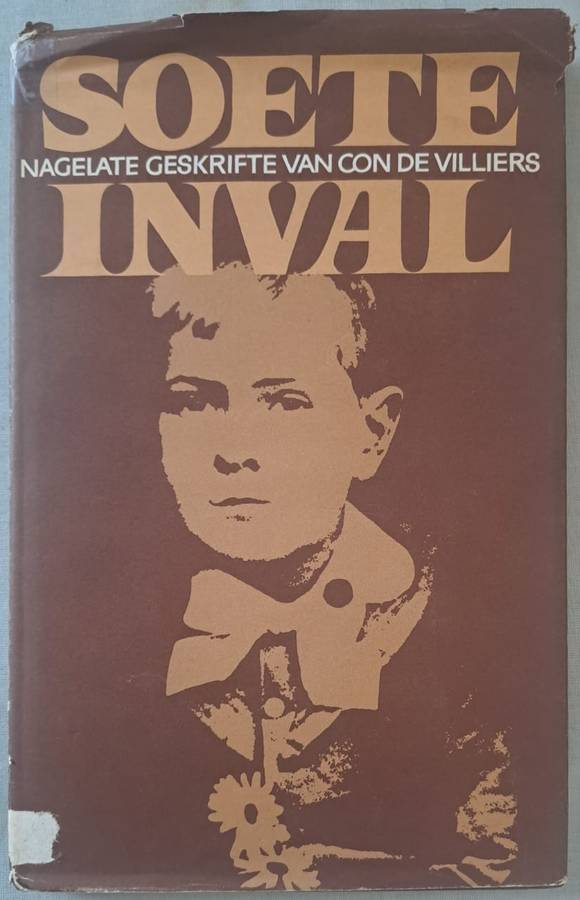 SOETE
NAGELATE GESKRIFTE VAN CON DE VILLIERS
INVAL